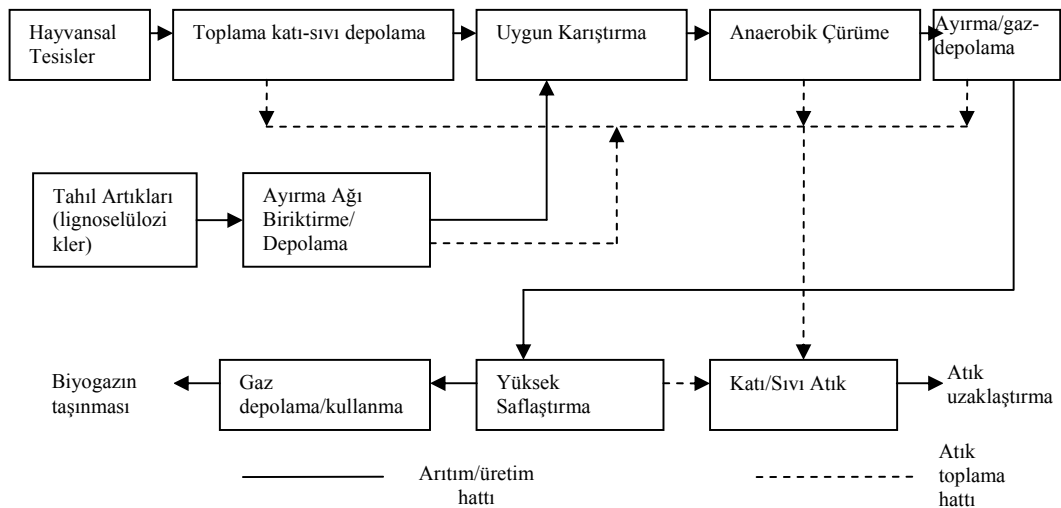 Hayvansal
Tesisler
Toplama katı-sıvı depolama
Uygun Karıştırma
Anaerobik Çürüme
Ayırma/gaz-
depolama
Tahıl Artıkları
(lignoselülozi
kler)
Ayırma Ağı
Biriktirme/
Depolama
Biyogazın
taşınması
Gaz
depolama/kullanma
Yüksek
Saflaştırma
Katı/Sıvı Atık
Atık
uzaklaştırma
Arıtım/üretim
hattı
Atık
toplama
hattı